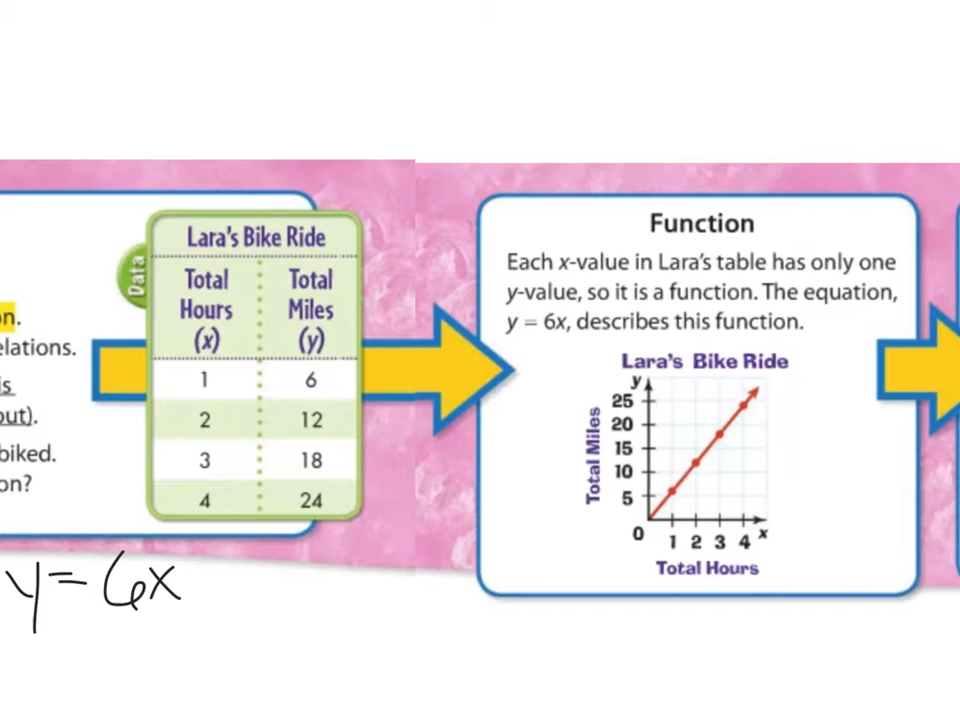 on.
elations.
is
out).
biked.
on?
Data
Lara's Bike Ride
Total Hours (x)
Total Miles (y)
1 6
2 12
3 18
4 24
y = 6x
Function
Each x-value in Lara's table has only one
y-value, so it is a function. The equation,
y = 6x, describes this function.
Lara's Bike Ride
y
Total Miles
25
20
15
10
5
0
1 2 3 4 x
Total Hours